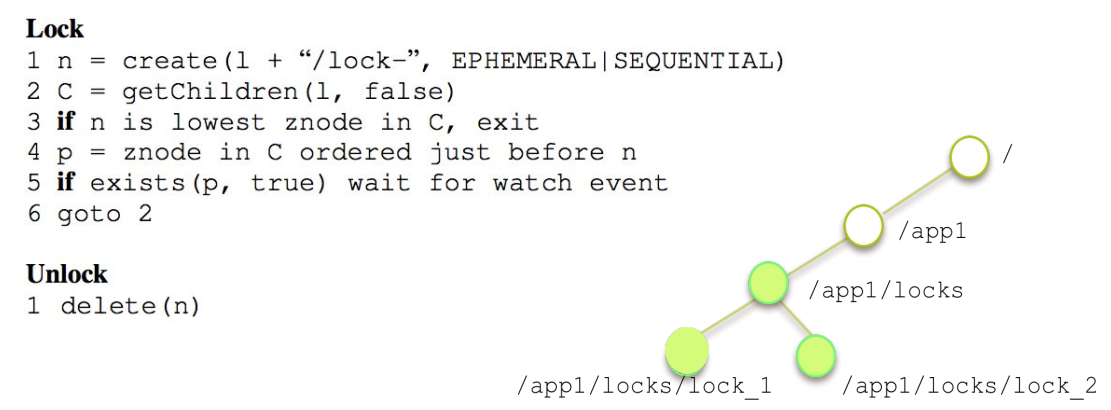 Lock
1 n = create(l + “/lock-”, EPHEMERAL|SEQUENTIAL)
2 C = getChildren(l, false)
3 if n is lowest znode in C, exit
4 p = znode in C ordered just before n
5 if exists(p, true) wait for watch event
6 goto 2
Unlock
1 delete(n)
/
/app1
/app1/locks
/app1/locks/lock_1
/app1/locks/lock_2